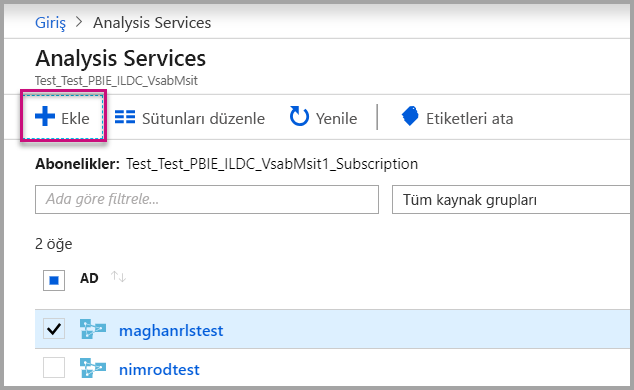 Giriş > Analysis Services
Analysis Services
Test_Test_PBIE_ILDC_VsabMsit
Ekle Sütunları düzenle Yenile Etiketleri ata
Abonelikler: Test_Test_PBIE_ILDC_VsabMsit1_Subscription
Ada göre filtrele... Tüm kaynak grupları
2 öğe
AD
maghanrlstest
nimrodtest